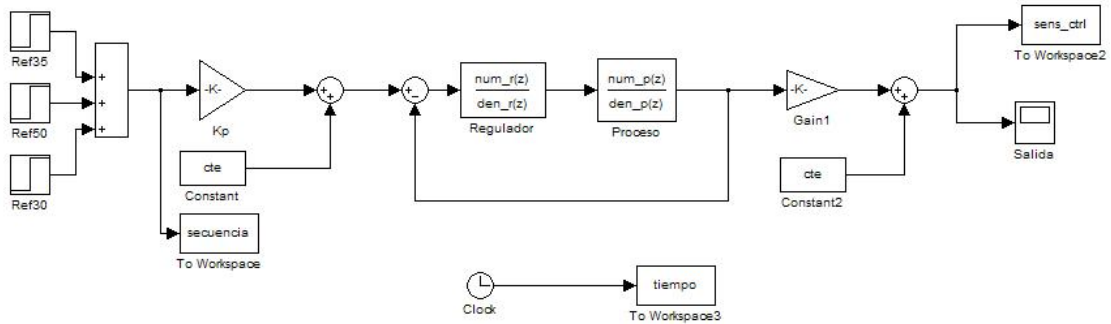 Ref35
Ref50
Ref30
+
+
+
-K-
Kp
+
+
cte
Constant
secuencia
To Workspace
+
−
num_r(z)
den_r(z)
Regulador
num_p(z)
den_p(z)
Proceso
-K-
Gain1
+
+
cte
Constant2
sens_ctrl
To Workspace2
Salida
Clock
tiempo
To Workspace3